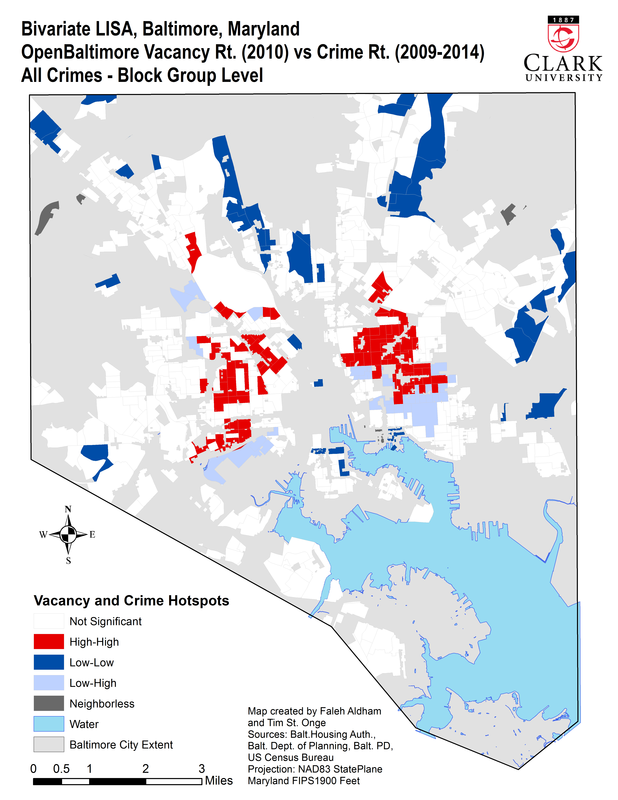 Bivariate LISA, Baltimore, Maryland
OpenBaltimore Vacancy Rt. (2010) vs Crime Rt. (2009-2014)
All Crimes - Block Group Level
1887
CLARK
UNIVERSITY
N
W
E
S
Vacancy and Crime Hotspots
Not Significant
High-High
Low-Low
Low-High
Neighborless
Water
Baltimore City Extent
0 0.5 1 2 3
Miles
Map created by Faleh Aldham
and Tim St. Onge
Sources: Balt.Housing Auth.,
Balt. Dept. of Planning, Balt. PD,
US Census Bureau
Projection: NAD83 StatePlane
Maryland FIPS1900 Feet